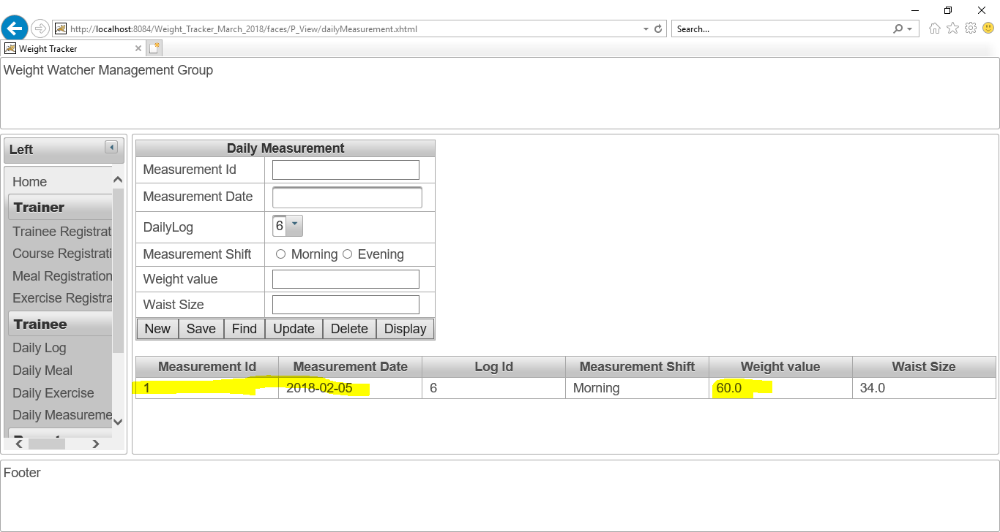 http://localhost:8084/Weight_Tracker_March_2018/faces/P_View/dailyMeasurement.xhtml
Search...
Weight Tracker
Weight Watcher Management Group
Left
Home
Trainer
Trainee Registrat
Course Registrati
Meal Registration
Exercise Registra
Trainee
Daily Log
Daily Meal
Daily Exercise
Daily Measureme
Daily Measurement
Measurement Id
Measurement Date
DailyLog 6
Measurement Shift Morning Evening
Weight value
Waist Size
New Save Find Update Delete Display
Measurement Id Measurement Date Log Id Measurement Shift Weight value Waist Size
1 2018-02-05 6 Morning 60.0 34.0
Footer